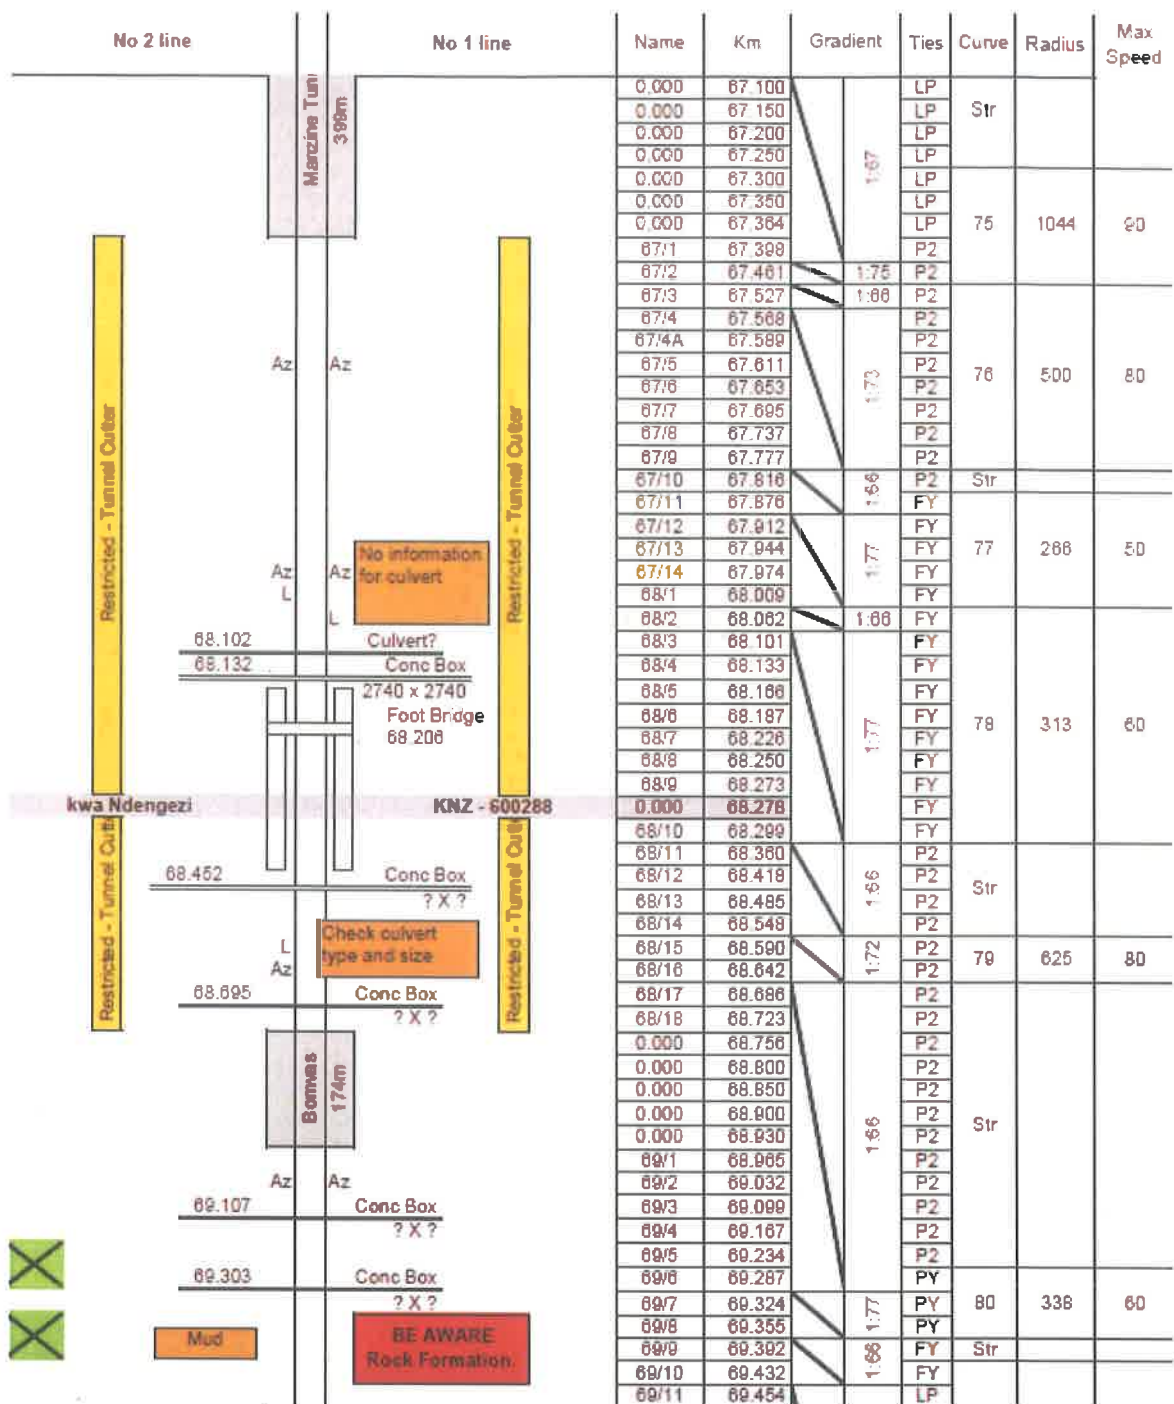 No 2 line
No 1 line
Manzine Tun
399m
Restricted - Tunnel Cutter
Restricted - Tunnel Cutter
Az Az
No information
for culvert
Az Az
L
L
68.102 Culvert?
68.132 Conc Box
2740 x 2740
Foot Bridge
68.206
kwa Ndengezi KNZ - 600288
Restricted - Tunnel Cutte
Restricted - Tunnel Cutt
68.452 Conc Box
? X ?
Check culvert
type and size
L
Az
68.695 Conc Box
? X ?
Bomvas
174m
Az Az
69.107 Conc Box
? X ?
69.303 Conc Box
? X ?
Mud
BE AWARE
Rock Formation.
Name Km Gradient Ties Curve Radius Max
Speed
0.000 67.100 LP
0.000 67.150 LP Str
0.000 67.200 LP
0.000 67.250 LP
1:67
0.000 67.300 LP
0.000 67.350 LP
0.000 67.364 LP 75 1044 90
67/1 67.398 P2
67/2 67.461 1:75 P2
67/3 67.527 1:66 P2
67/4 67.568 P2
67/4A 67.589 P2
67/5 67.611 P2
67/6 67.653 1:73 P2 76 500 80
67/7 67.695 P2
67/8 67.737 P2
67/9 67.777 P2
67/10 67.816 1:66 P2 Str
67/11 67.876 FY
67/12 67.912 FY
67/13 67.944 1:77 FY 77 266 50
67/14 67.974 FY
68/1 68.009 FY
68/2 68.062 1:66 FY
68/3 68.101 FY
68/4 68.133 FY
68/5 68.166 FY
68/6 68.187 FY
68/7 68.226 1:77 FY 78 313 60
68/8 68.250 FY
68/9 68.273 FY
0.000 68.278 FY
68/10 68.299 FY
68/11 68.360 P2
68/12 68.418 1:66 P2 Str
68/13 68.485 P2
68/14 68.548 P2
68/15 68.590 1:72 P2 79 625 80
68/16 68.642 P2
68/17 68.686 P2
68/18 68.723 P2
0.000 68.756 P2
0.000 68.800 P2
0.000 68.850 P2
0.000 68.900 P2
0.000 68.930 1:66 P2 Str
69/1 68.965 P2
69/2 69.032 P2
69/3 69.099 P2
69/4 69.167 P2
69/5 69.234 P2
69/6 69.287 PY
69/7 69.324 1:77 PY 80 338 60
69/8 69.355 PY
69/9 69.392 1:66 FY Str
69/10 69.432 FY
69/11 69.454 LP